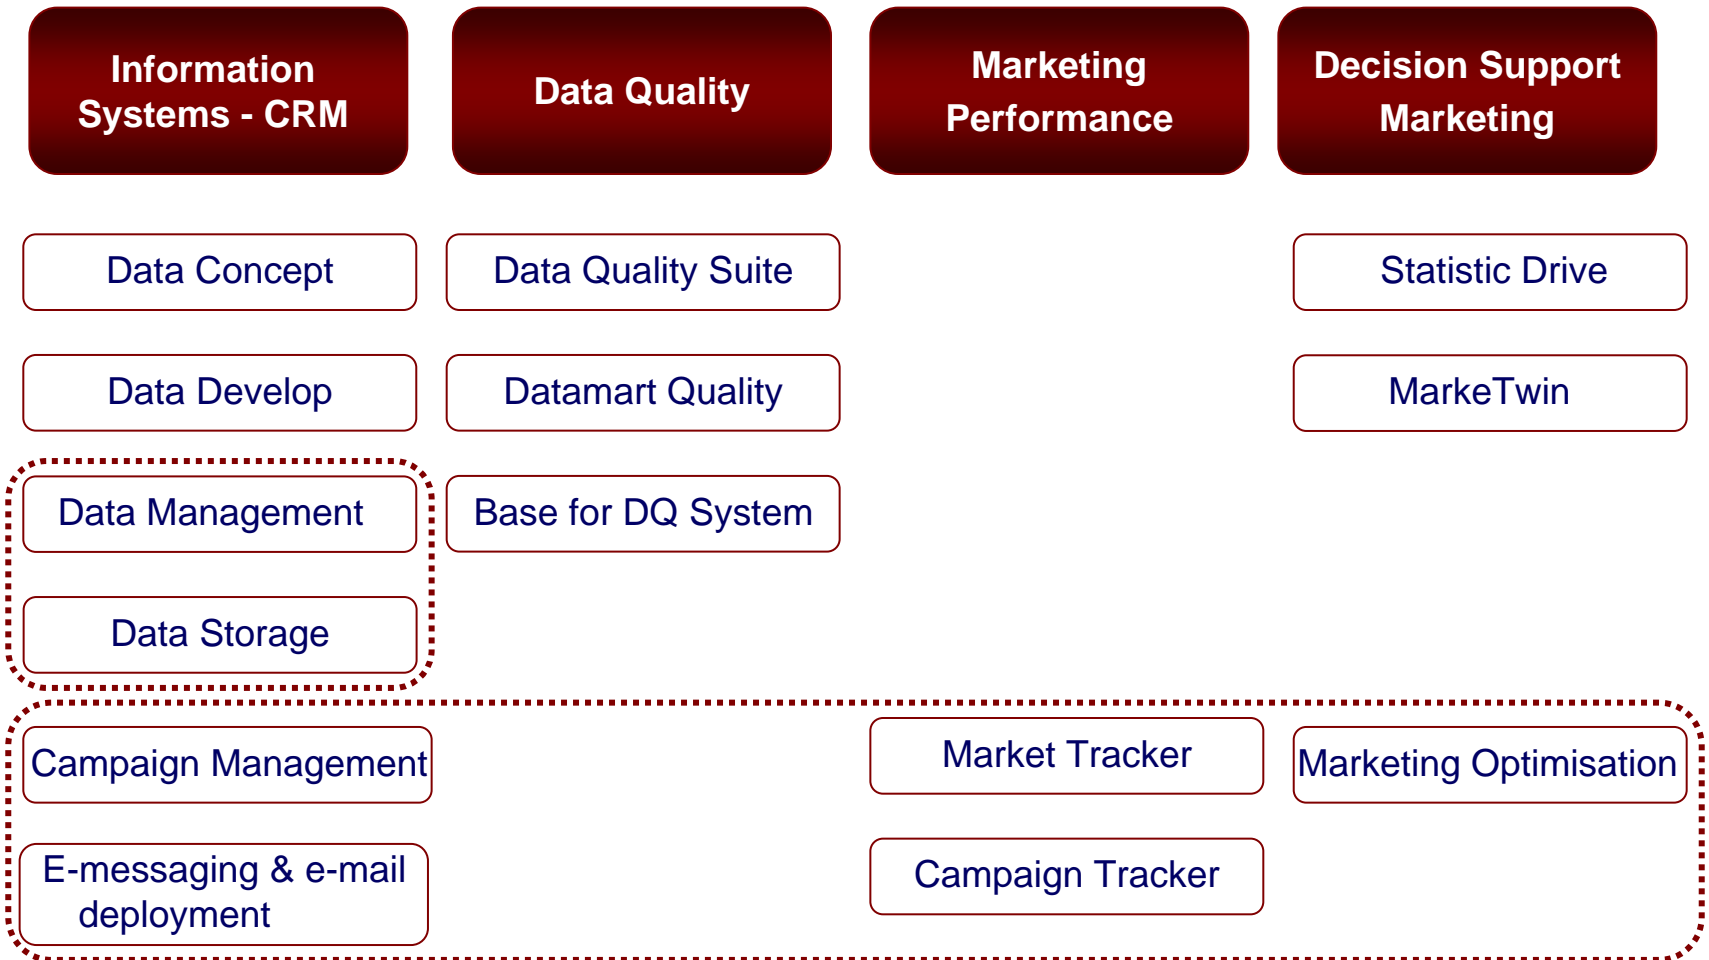 Information
Systems - CRM
Data Quality
Marketing
Performance
Decision Support
Marketing
Data Concept
Data Quality Suite
Statistic Drive
Data Develop
Datamart Quality
MarkeTwin
Data Management
Base for DQ System
Data Storage
Campaign Management
Market Tracker
Marketing Optimisation
E-messaging & e-mail
deployment
Campaign Tracker